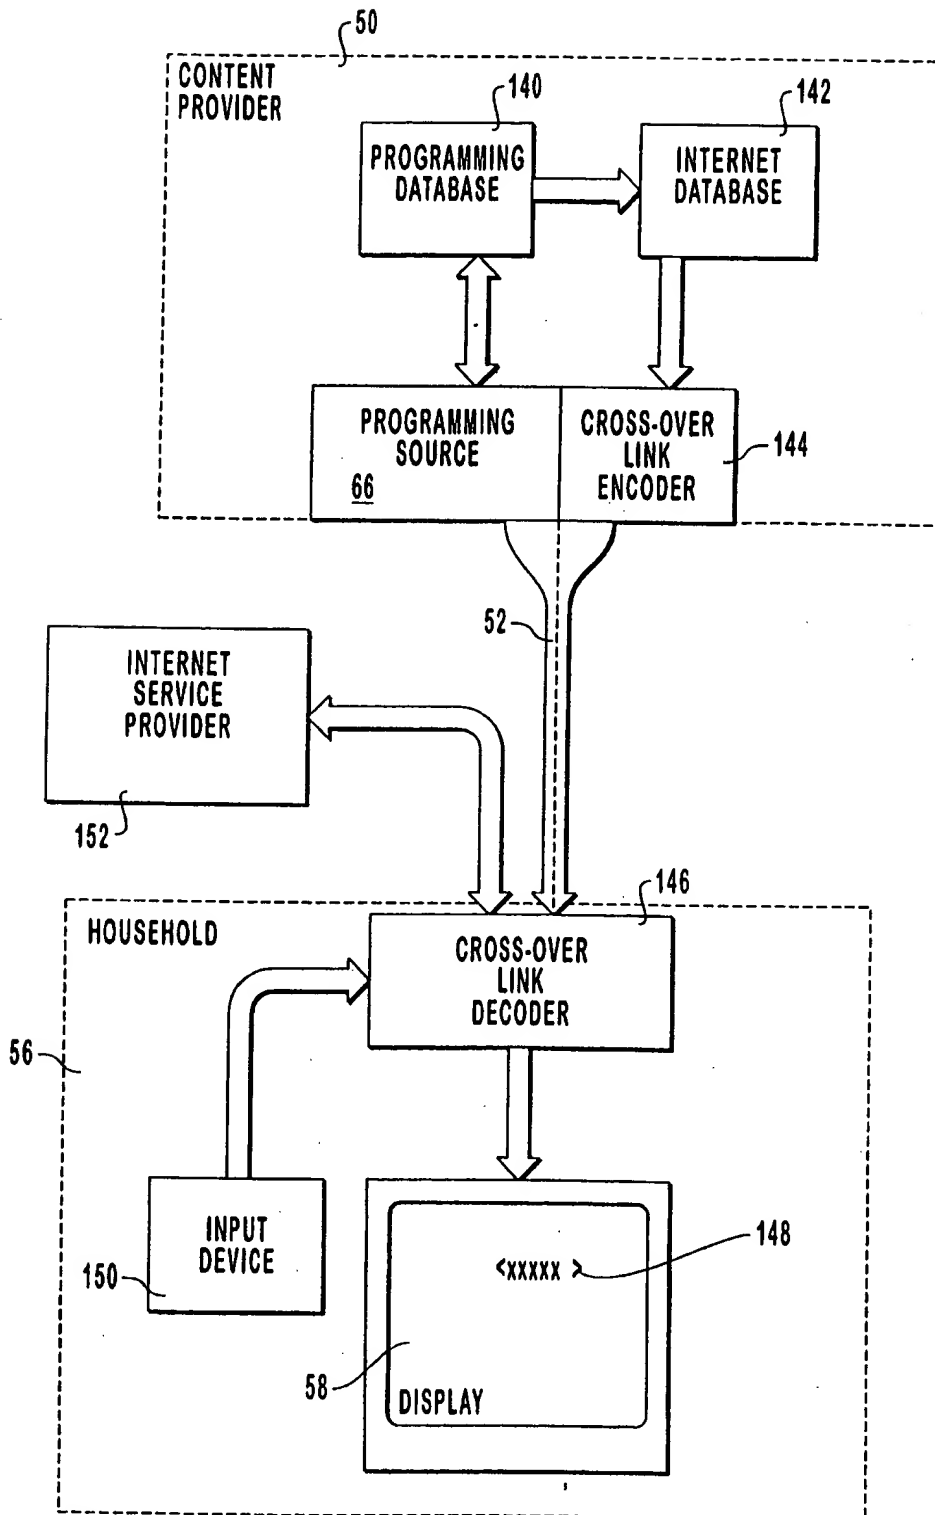 50
CONTENT
PROVIDER
140
142
PROGRAMMING
DATABASE
INTERNET
DATABASE
PROGRAMMING
SOURCE
66
CROSS-OVER
LINK
ENCODER
144
52
INTERNET
SERVICE
PROVIDER
152
146
HOUSEHOLD
CROSS-OVER
LINK
DECODER
56
INPUT
DEVICE
150
148
<XXXXX >
58
DISPLAY